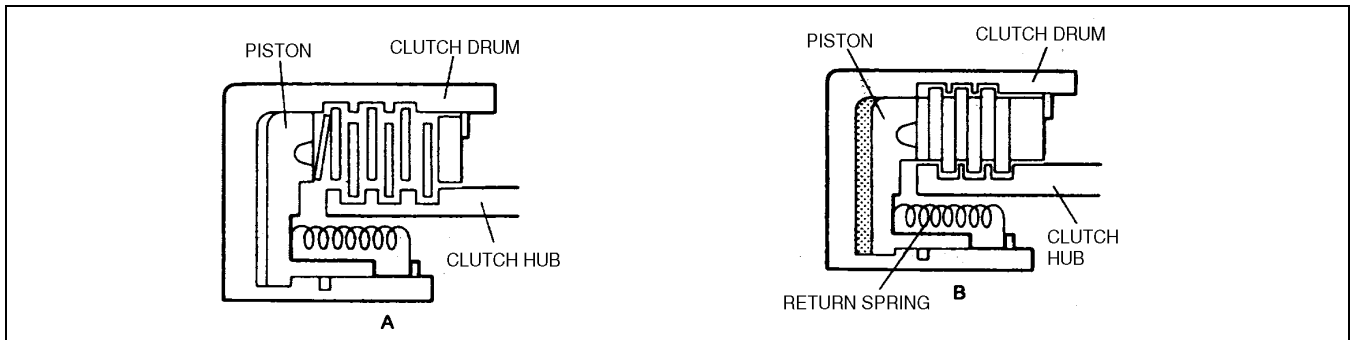 PISTON
CLUTCH DRUM
CLUTCH HUB
A
PISTON
CLUTCH DRUM
CLUTCH
HUB
RETURN SPRING
B